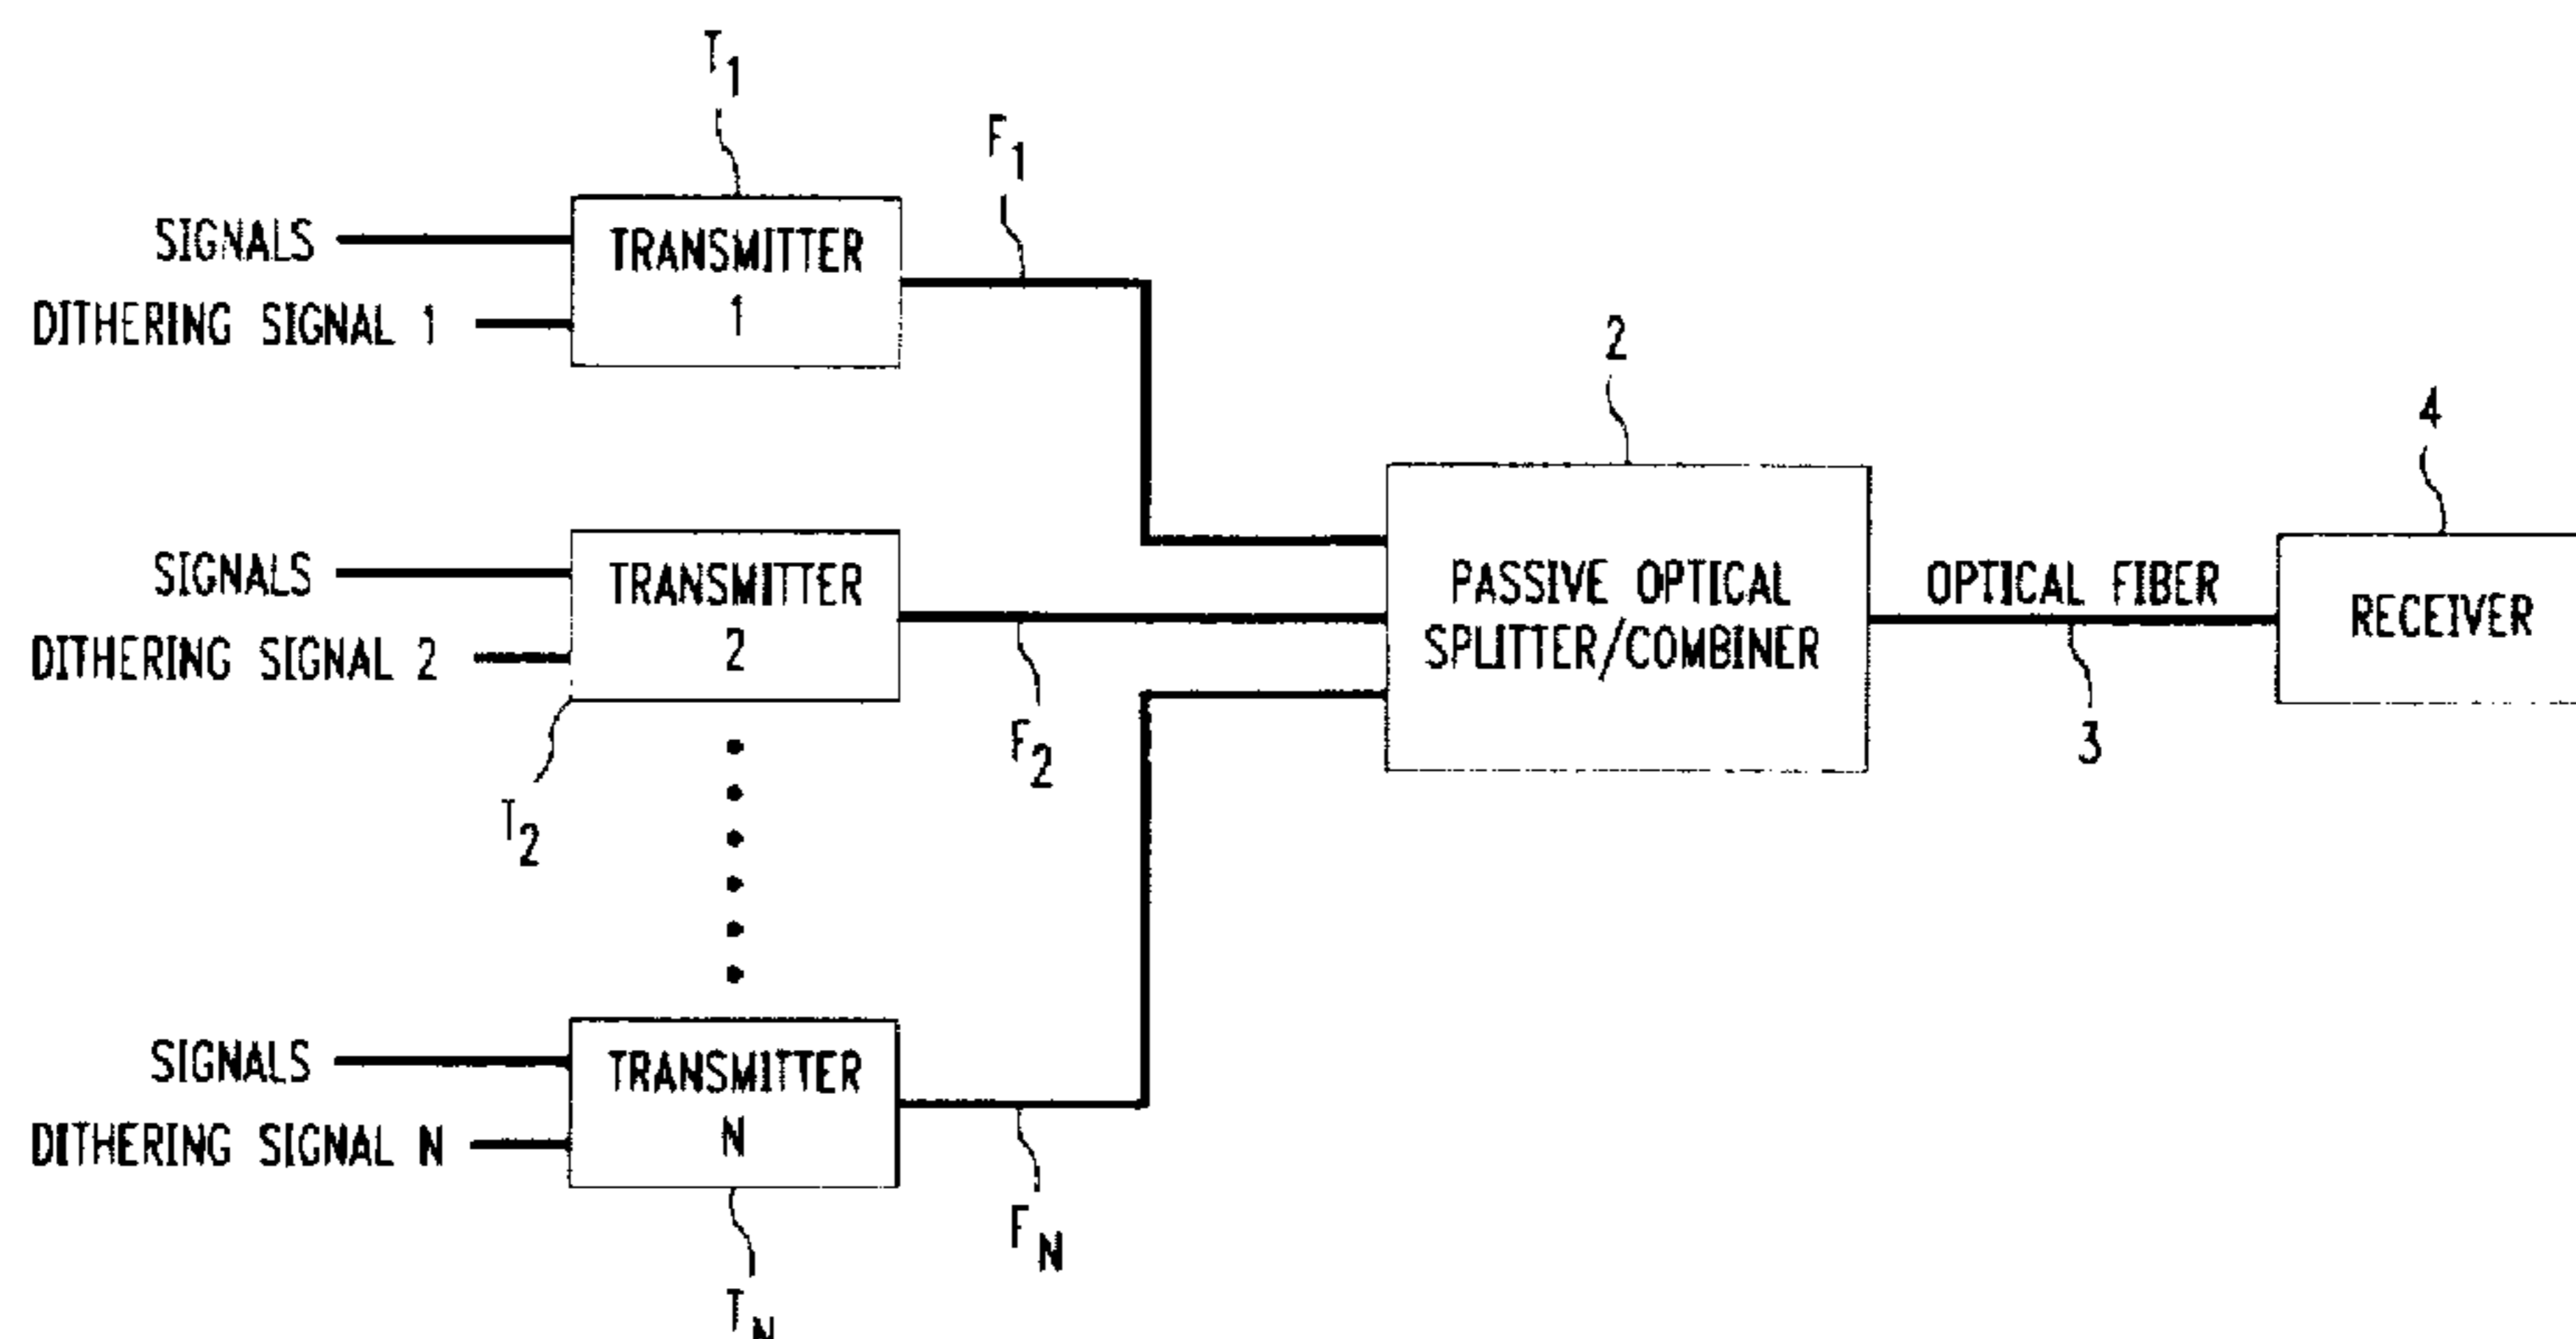 T1
F1
SIGNALS
TRANSMITTER
1
DITHERING SIGNAL 1
2
4
SIGNALS
TRANSMITTER
2
DITHERING SIGNAL 2
PASSIVE OPTICAL
SPLITTER/COMBINER
OPTICAL FIBER
RECEIVER
F2
3
T2
SIGNALS
TRANSMITTER
N
DITHERING SIGNAL N
FN
TN